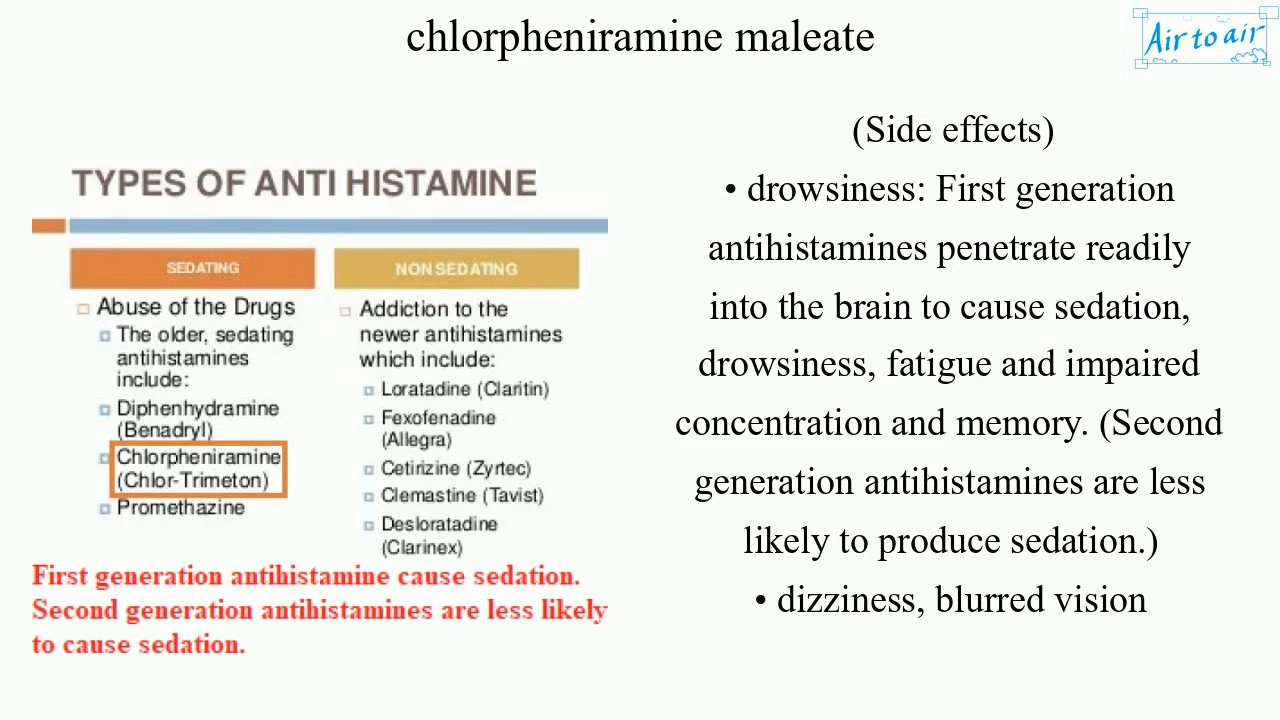 chlorpheniramine maleate
Air to air
TYPES OF ANTI HISTAMINE
SEDATING
Abuse of the Drugs
The older, sedating
antihistamines
include:
Diphenhydramine
(Benadryl)
Chlorpheniramine
(Chlor-Trimeton)
Promethazine
NON SEDATING
Addiction to the
newer antihistamines
which include:
Loratadine (Claritin)
Fexofenadine
(Allegra)
Cetirizine (Zyrtec)
Clemastine (Tavist)
Desloratadine
(Clarinex)
First generation antihistamine cause sedation.
Second generation antihistamines are less likely
to cause sedation.
(Side effects)
• drowsiness: First generation
antihistamines penetrate readily
into the brain to cause sedation,
drowsiness, fatigue and impaired
concentration and memory. (Second
generation antihistamines are less
likely to produce sedation.)
• dizziness, blurred vision